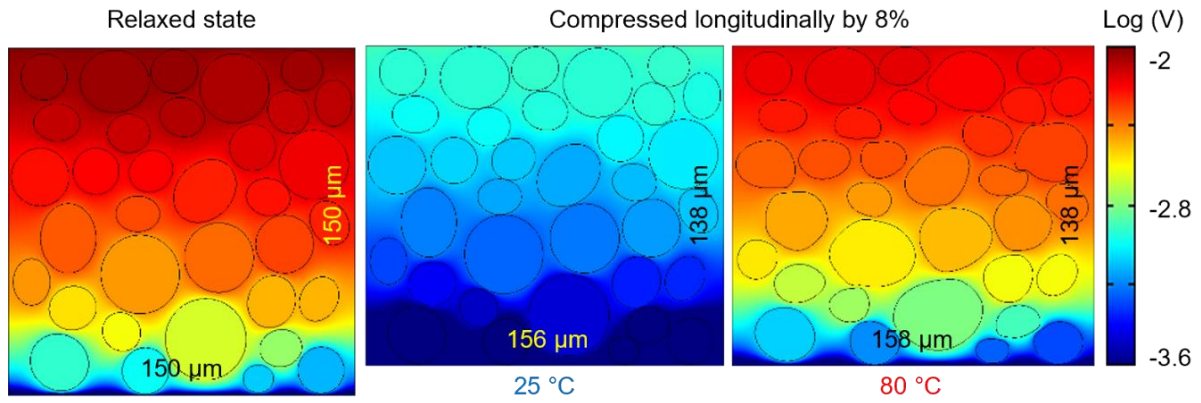 Relaxed state
Compressed longitudinally by 8%
Log (V)
-2
-2.8
-3.6
150 μm
150 μm
138 μm
156 μm
138 μm
158 μm
25 °C
80 °C